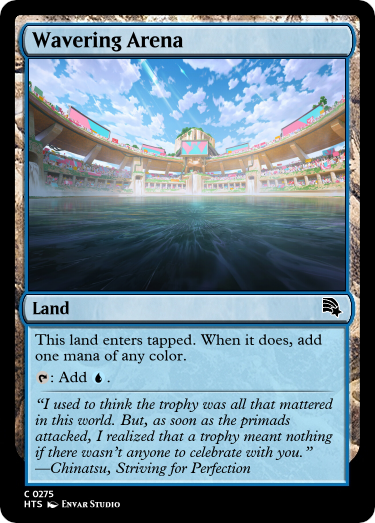 Wavering Arena
Land
This land enters tapped. When it does, add
one mana of any color.
: Add .
“I used to think the trophy was all that mattered
in this world. But, as soon as the primads
attacked, I realized that a trophy meant nothing
if there wasn't anyone to celebrate with you.”
—Chinatsu, Striving for Perfection
C 0275
HTS Envar Studio